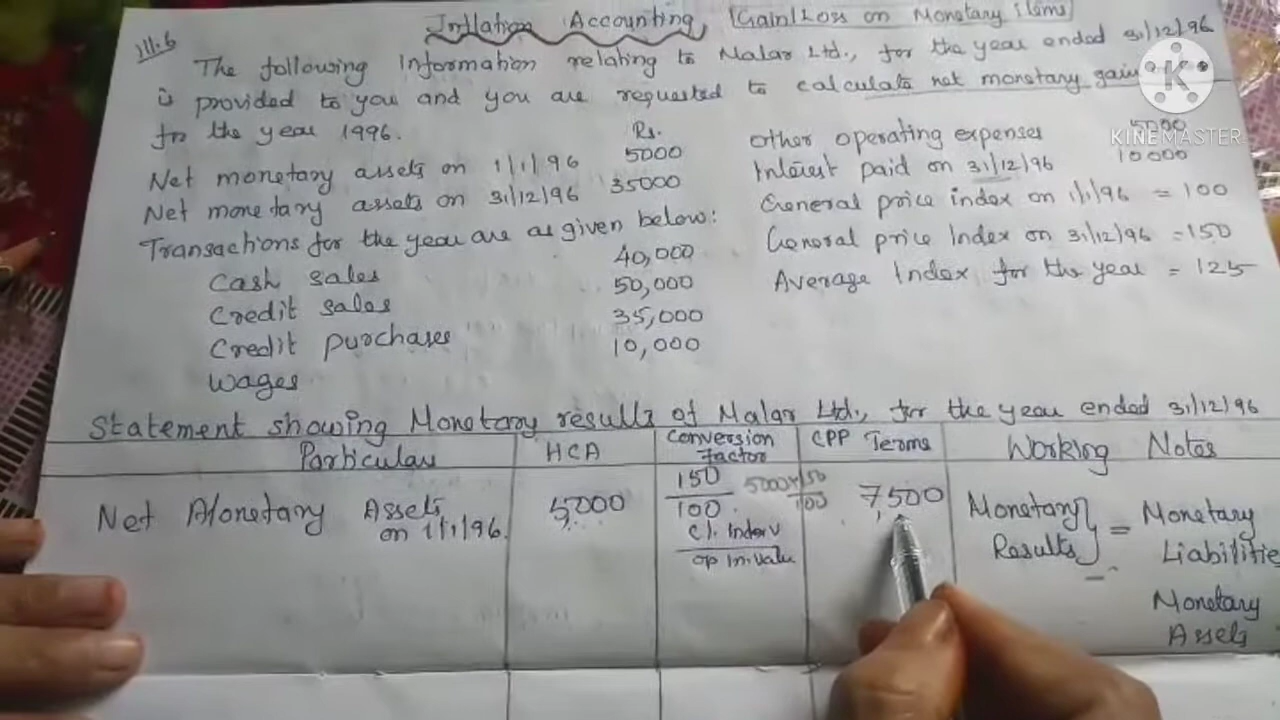 Inflation Accounting, (Gain/Loss on Monetary Items)
Ill.6
The following Information relating to Malar Ltd., for the year ended 31/12/96
is provided to you and you are requested to calculate net monetary gain
for the year 1996.
Rs.
Net monetary assets on 1/1/96 5000
Net monetary assets on 31/12/96 35000
Transactions for the year are as given below:
Cash sales 40,000
Credit sales 50,000
Credit purchases 35,000
Wages 10,000
Other operating expenses 5000
Interest paid on 31/12/96 10000
General price index on 1/1/96 = 100
General price Index on 31/12/96 = 150
Average Index for the year = 125
K
KINEMASTER
Statement showing Monetary results of Malar Ltd., for the year ended 31/12/96
Particulars HCA Conversion Factor CPP Terms Working Notes
Net Monetary Assets on 1/1/96. 5000 150/100 5000×150/100 7500
Cl. Index V
Op In. Value
Monetary Results } = Monetary Liabilitie
Monetary Assets